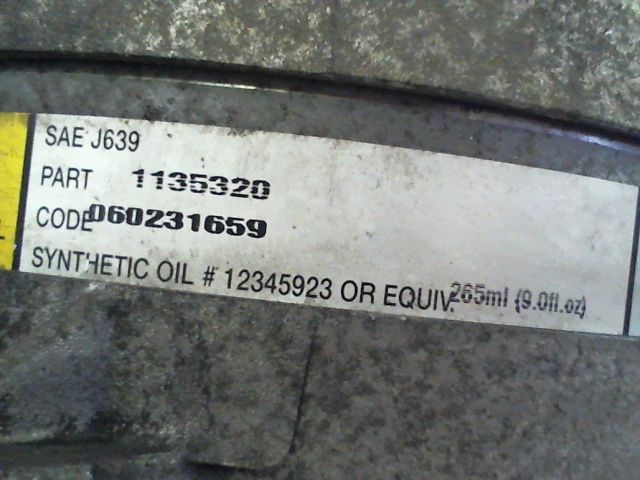 SAE J639
PART 1135320
CODE 060231659
SYNTHETIC OIL # 12345923 OR EQUIV. 265ml (9.0fl.oz)